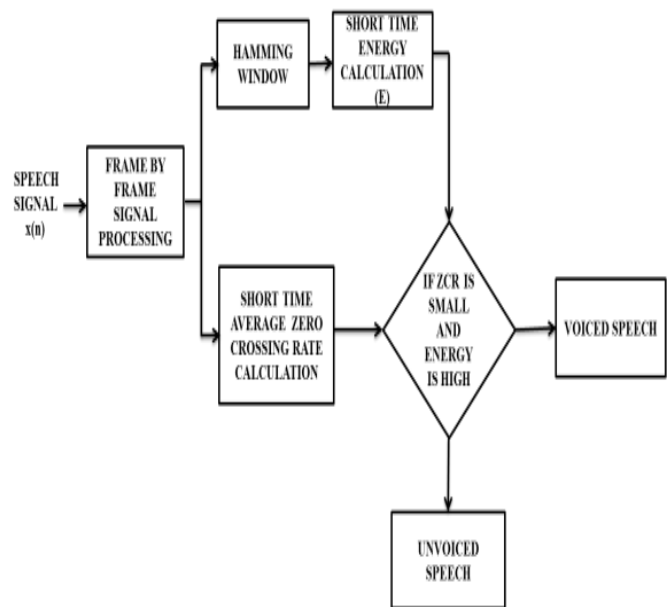 SPEECH
SIGNAL
x(n)
FRAME BY
FRAME
SIGNAL
PROCESSING
HAMMING
WINDOW
SHORT TIME
ENERGY
CALCULATION
(E)
SHORT TIME
AVERAGE ZERO
CROSSING RATE
CALCULATION
IF ZCR IS
SMALL
AND
ENERGY
IS HIGH
VOICED SPEECH
UNVOICED
SPEECH